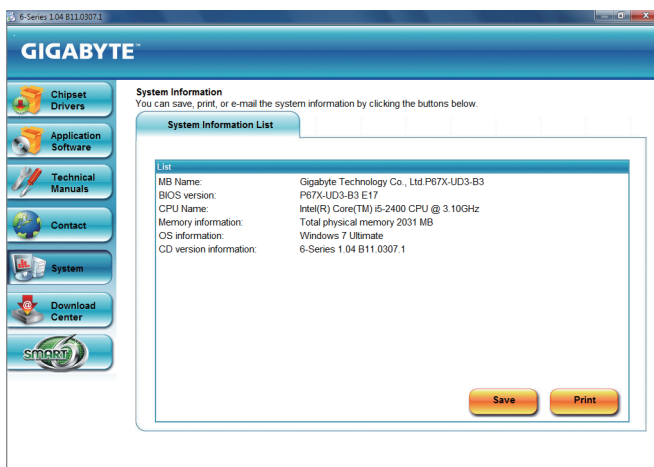 6-Series 1.04 B11.0307.1
GIGABYTE™
Chipset
Drivers
Application
Software
Technical
Manuals
Contact
System
Download
Center
SMART 6
System Information
You can save, print, or e-mail the system information by clicking the buttons below.
System Information List
List
MB Name: Gigabyte Technology Co., Ltd.P67X-UD3-B3
BIOS version: P67X-UD3-B3 E17
CPU Name: Intel(R) Core(TM) i5-2400 CPU @ 3.10GHz
Memory information: Total physical memory 2031 MB
OS information: Windows 7 Ultimate
CD version information: 6-Series 1.04 B11.0307.1
Save Print